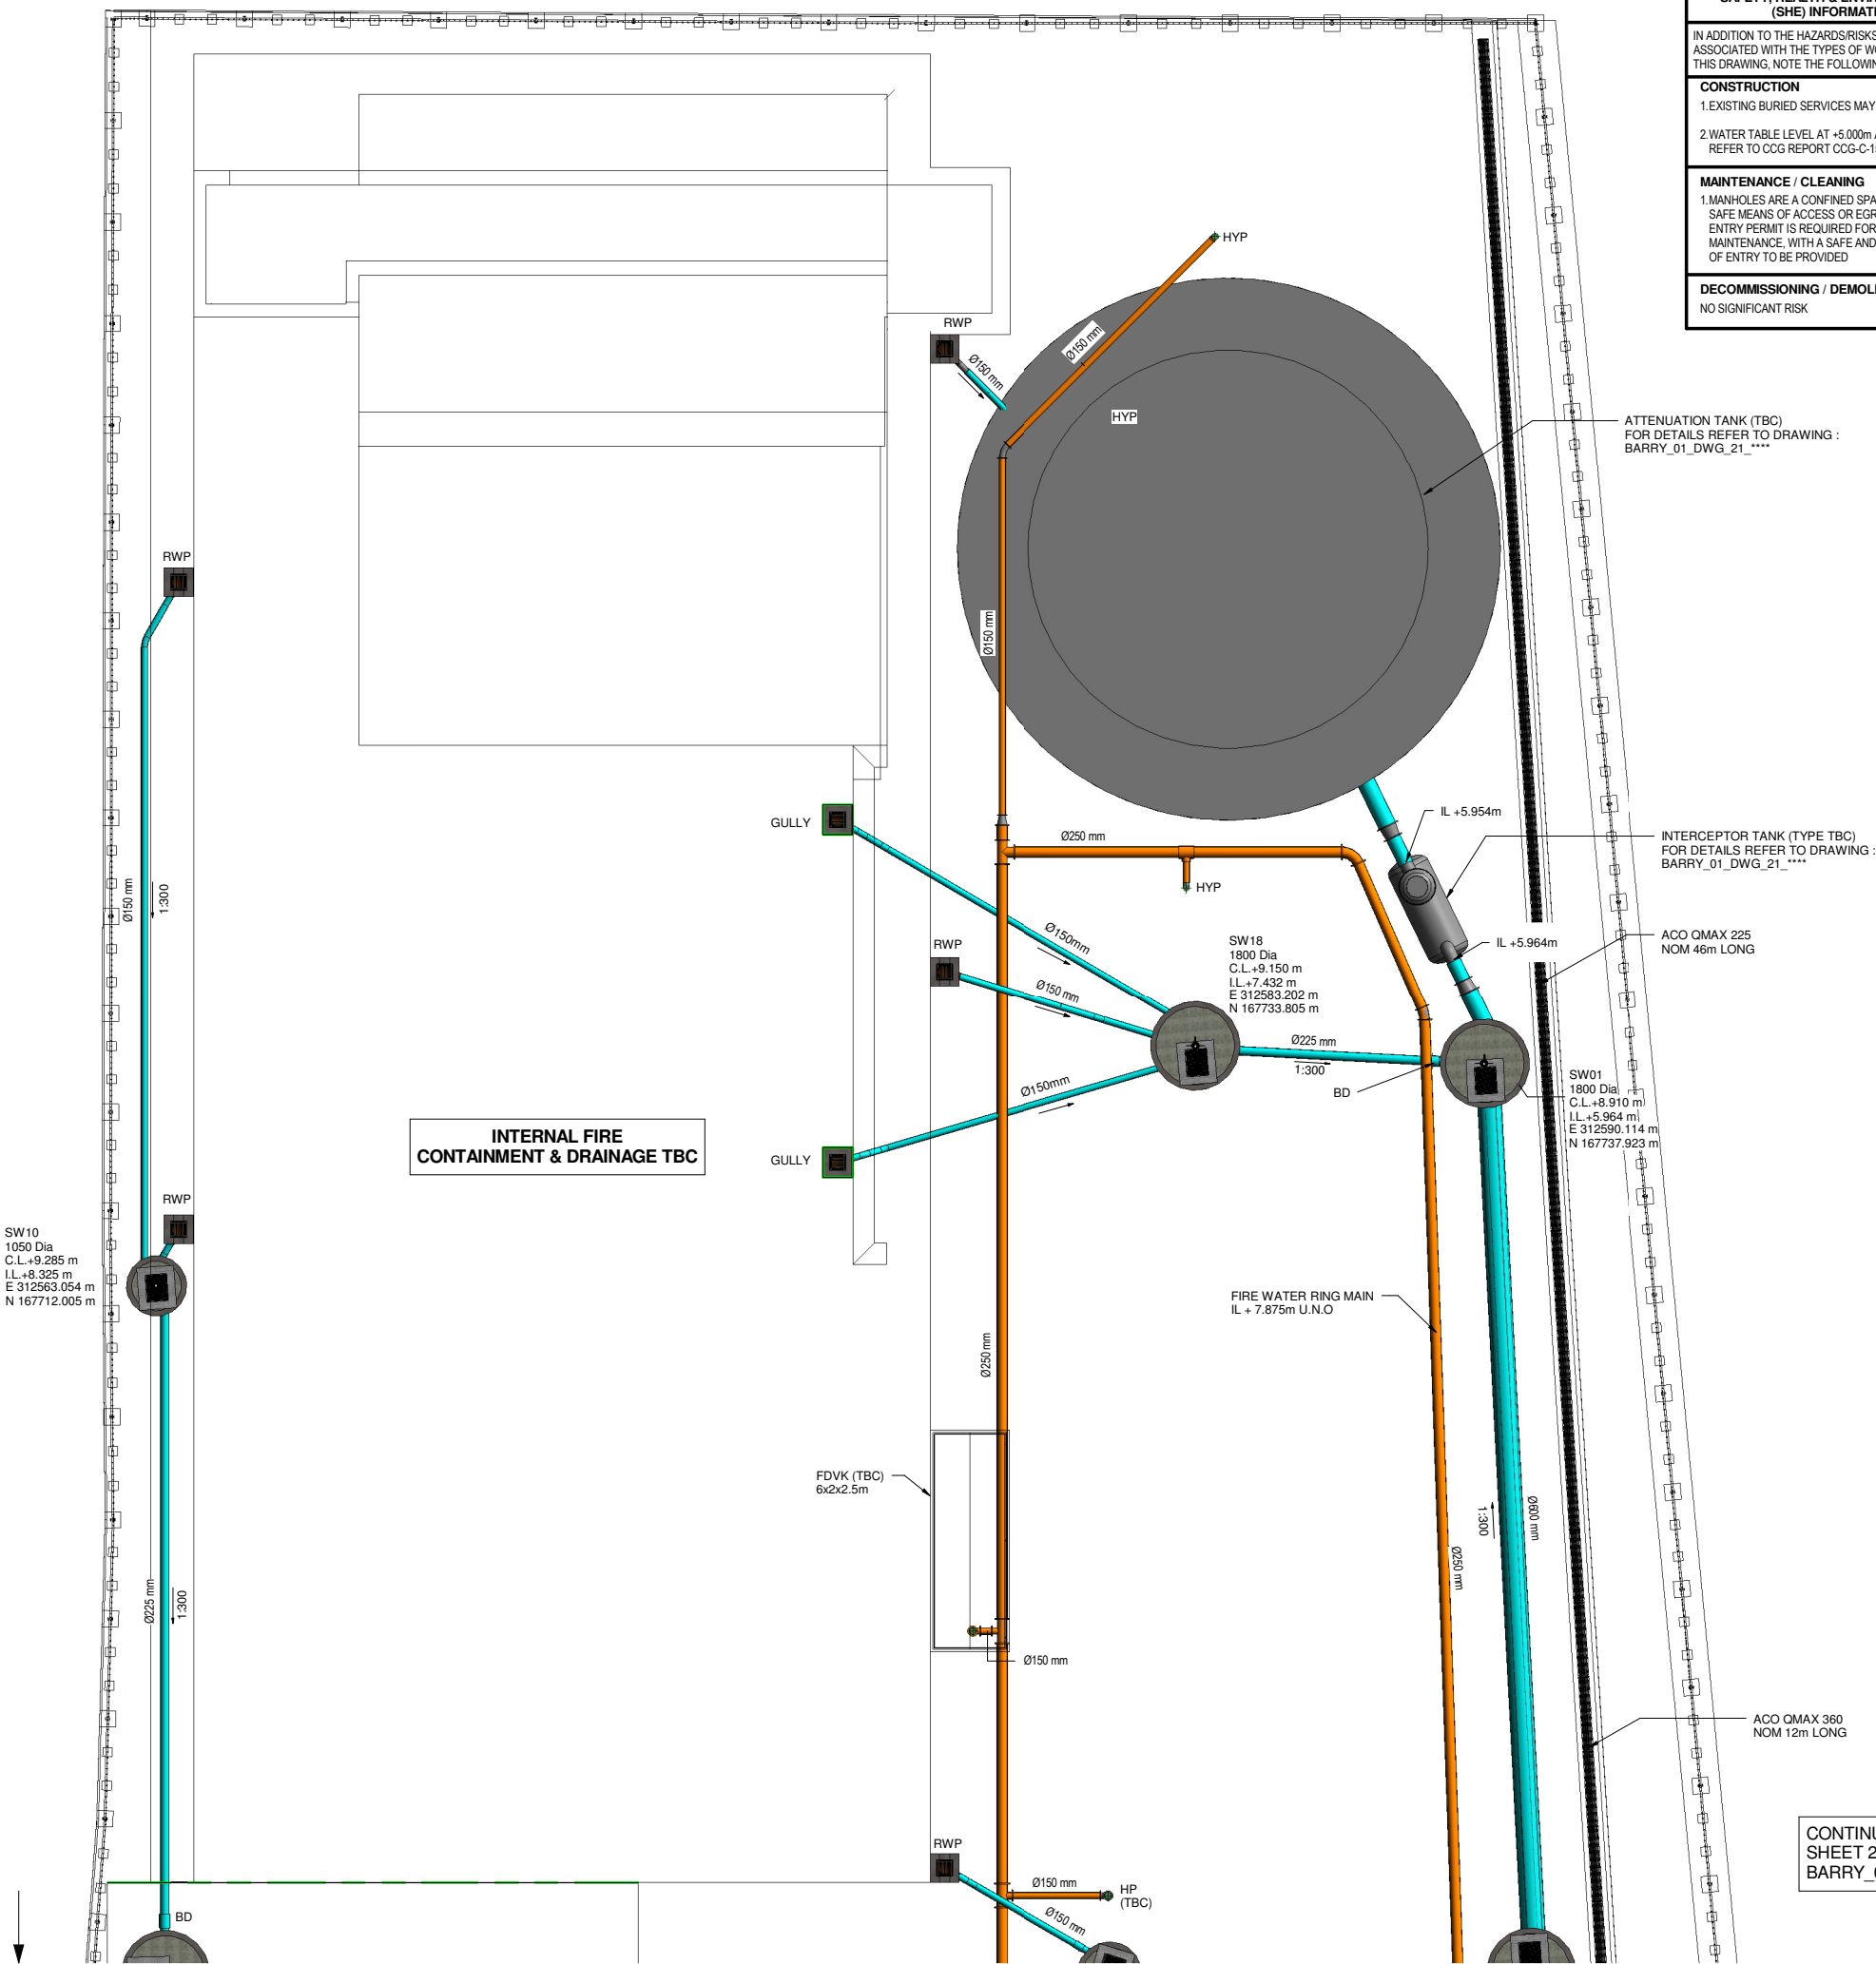 (SHE) INFORMATI
IN ADDITION TO THE HAZARDS/RISKS
ASSOCIATED WITH THE TYPES OF W
THIS DRAWING, NOTE THE FOLLOWIN
CONSTRUCTION
1.EXISTING BURIED SERVICES MAY
2.WATER TABLE LEVEL AT +5.000m
REFER TO CCG REPORT CCG-C-1
MAINTENANCE / CLEANING
1.MANHOLES ARE A CONFINED SPA
SAFE MEANS OF ACCESS OR EGR
ENTRY PERMIT IS REQUIRED FOR
MAINTENANCE, WITH A SAFE AND
OF ENTRY TO BE PROVIDED
DECOMMISSIONING / DEMOLI
NO SIGNIFICANT RISK
HYP
RWP
Ø150 mm
Ø150 mm
HYP
ATTENUATION TANK (TBC)
FOR DETAILS REFER TO DRAWING :
BARRY_01_DWG_21_****
RWP
Ø150 mm
GULLY
Ø250 mm
IL +5.954m
INTERCEPTOR TANK (TYPE TBC)
FOR DETAILS REFER TO DRAWING :
BARRY_01_DWG_21_****
HYP
Ø150 mm
1:300
RWP
Ø150mm
Ø150 mm
SW18
1800 Dia
C.L.+9.150 m
I.L.+7.432 m
E 312583.202 m
N 167733.805 m
IL +5.964m
ACO QMAX 225
NOM 46m LONG
Ø225 mm
1:300
BD
SW01
1800 Dia
C.L.+8.910 m
I.L.+5.964 m
E 312590.114 m
N 167737.923 m
Ø150mm
INTERNAL FIRE
CONTAINMENT & DRAINAGE TBC
GULLY
RWP
SW10
1050 Dia
C.L.+9.285 m
I.L.+8.325 m
E 312563.054 m
N 167712.005 m
FIRE WATER RING MAIN
IL + 7.875m U.N.O
Ø250 mm
FDVK (TBC)
6x2x2.5m
1:300
Ø600 mm
Ø250 mm
Ø225 mm
1:300
Ø150 mm
ACO QMAX 360
NOM 12m LONG
RWP
Ø150 mm
HP
(TBC)
Ø150 mm
BD
CONTINU
SHEET 2
BARRY_